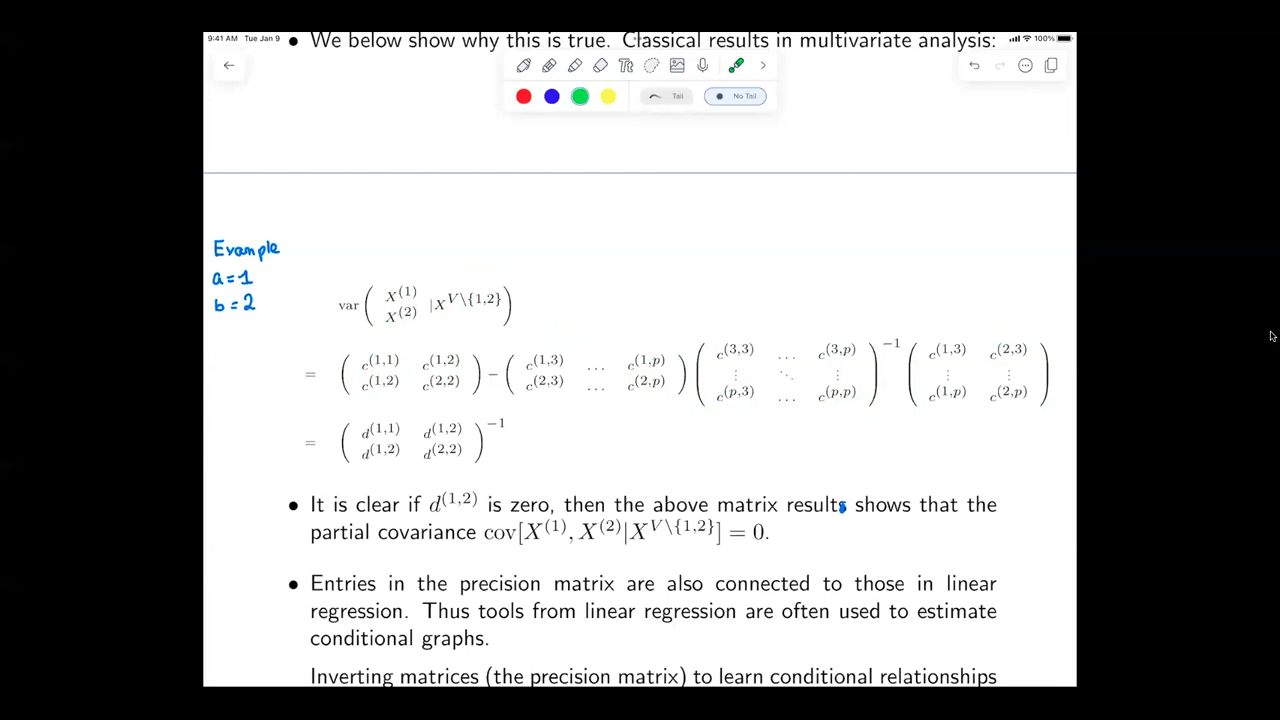 9:41 AM Tue Jan 9
100%
• We below show why this is true. Classical results in multivariate analysis:
Tail
No Tail
Example
a = 1
b = 2
var ( X^(1) X^(2) | X^{V\{1,2}} )
= ( c^(1,1) c^(1,2) ; c^(1,2) c^(2,2) ) − ( c^(1,3) … c^(1,p) ; c^(2,3) … c^(2,p) ) ( c^(3,3) … c^(3,p) ; ⋮ ⋱ ⋮ ; c^(p,3) … c^(p,p) )^−1 ( c^(1,3) c^(2,3) ; ⋮ ⋮ ; c^(1,p) c^(2,p) )
= ( d^(1,1) d^(1,2) ; d^(1,2) d^(2,2) )^−1
• It is clear if d^(1,2) is zero, then the above matrix results shows that the
partial covariance cov[X^(1), X^(2)|X^{V\{1,2}}] = 0.
• Entries in the precision matrix are also connected to those in linear
regression. Thus tools from linear regression are often used to estimate
conditional graphs.
Inverting matrices (the precision matrix) to learn conditional relationships